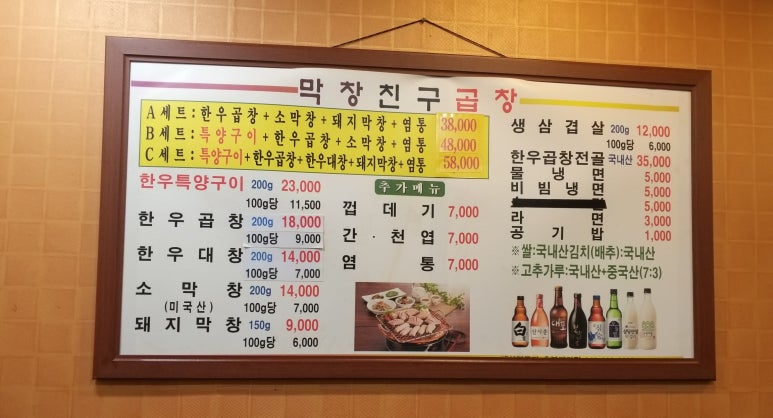 막창친구곱창
A세트:한우곱창+소막창+돼지막창+염통 38,000
B세트:특양구이+한우곱창+소막창+염통 48,000
C세트:특양구이+한우곱창+한우대창+돼지막창+염통 58,000
한우특양구이 200g 23,000
100g당 11,500
한우곱창 200g 18,000
100g당 9,000
한우대창 200g 14,000
100g당 7,000
소막창 200g 14,000
(미국산) 100g당 7,000
돼지막창 150g 9,000
100g당 6,000
추가메뉴
껍데기 7,000
간·천엽 7,000
염통 7,000
생삼겹살 200g 12,000
100g당 6,000
한우곱창전골 국내산 35,000
물냉면 5,000
비빔냉면 5,000
5,000
라면 3,000
공기밥 1,000
※쌀:국내산김치(배추):국내산
※고추가루:국내산+중국산(7:3)
白
대포